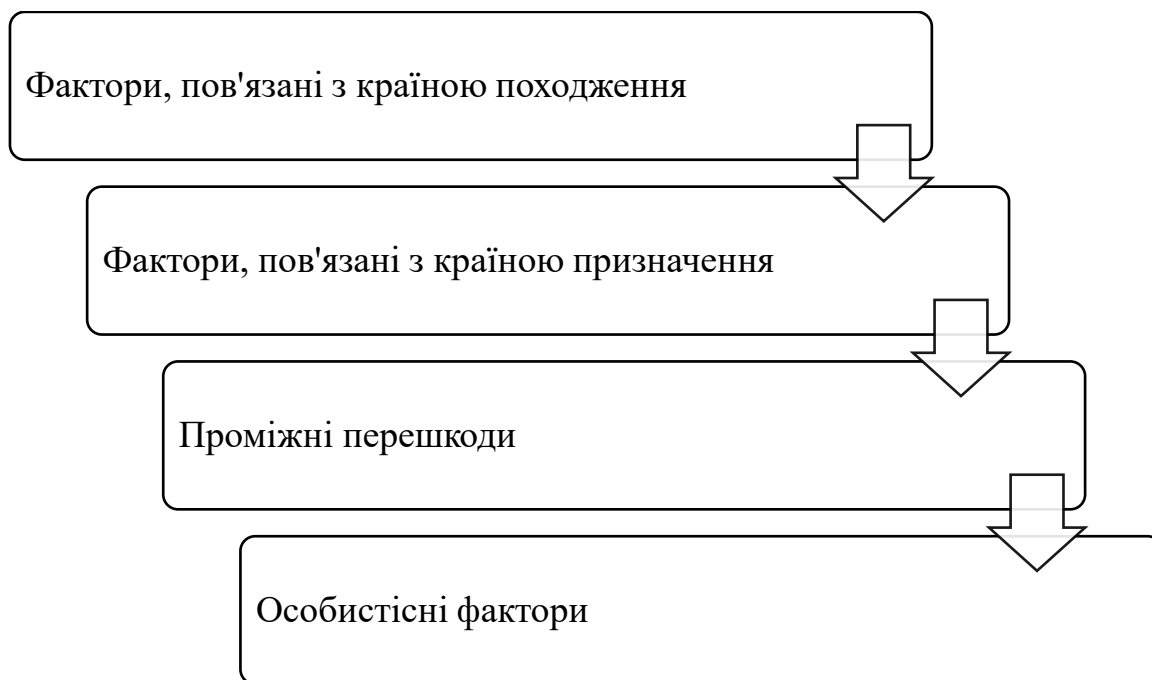 Фактори, пов'язані з країною походження
Фактори, пов'язані з країною призначення
Проміжні перешкоди
Особистісні фактори